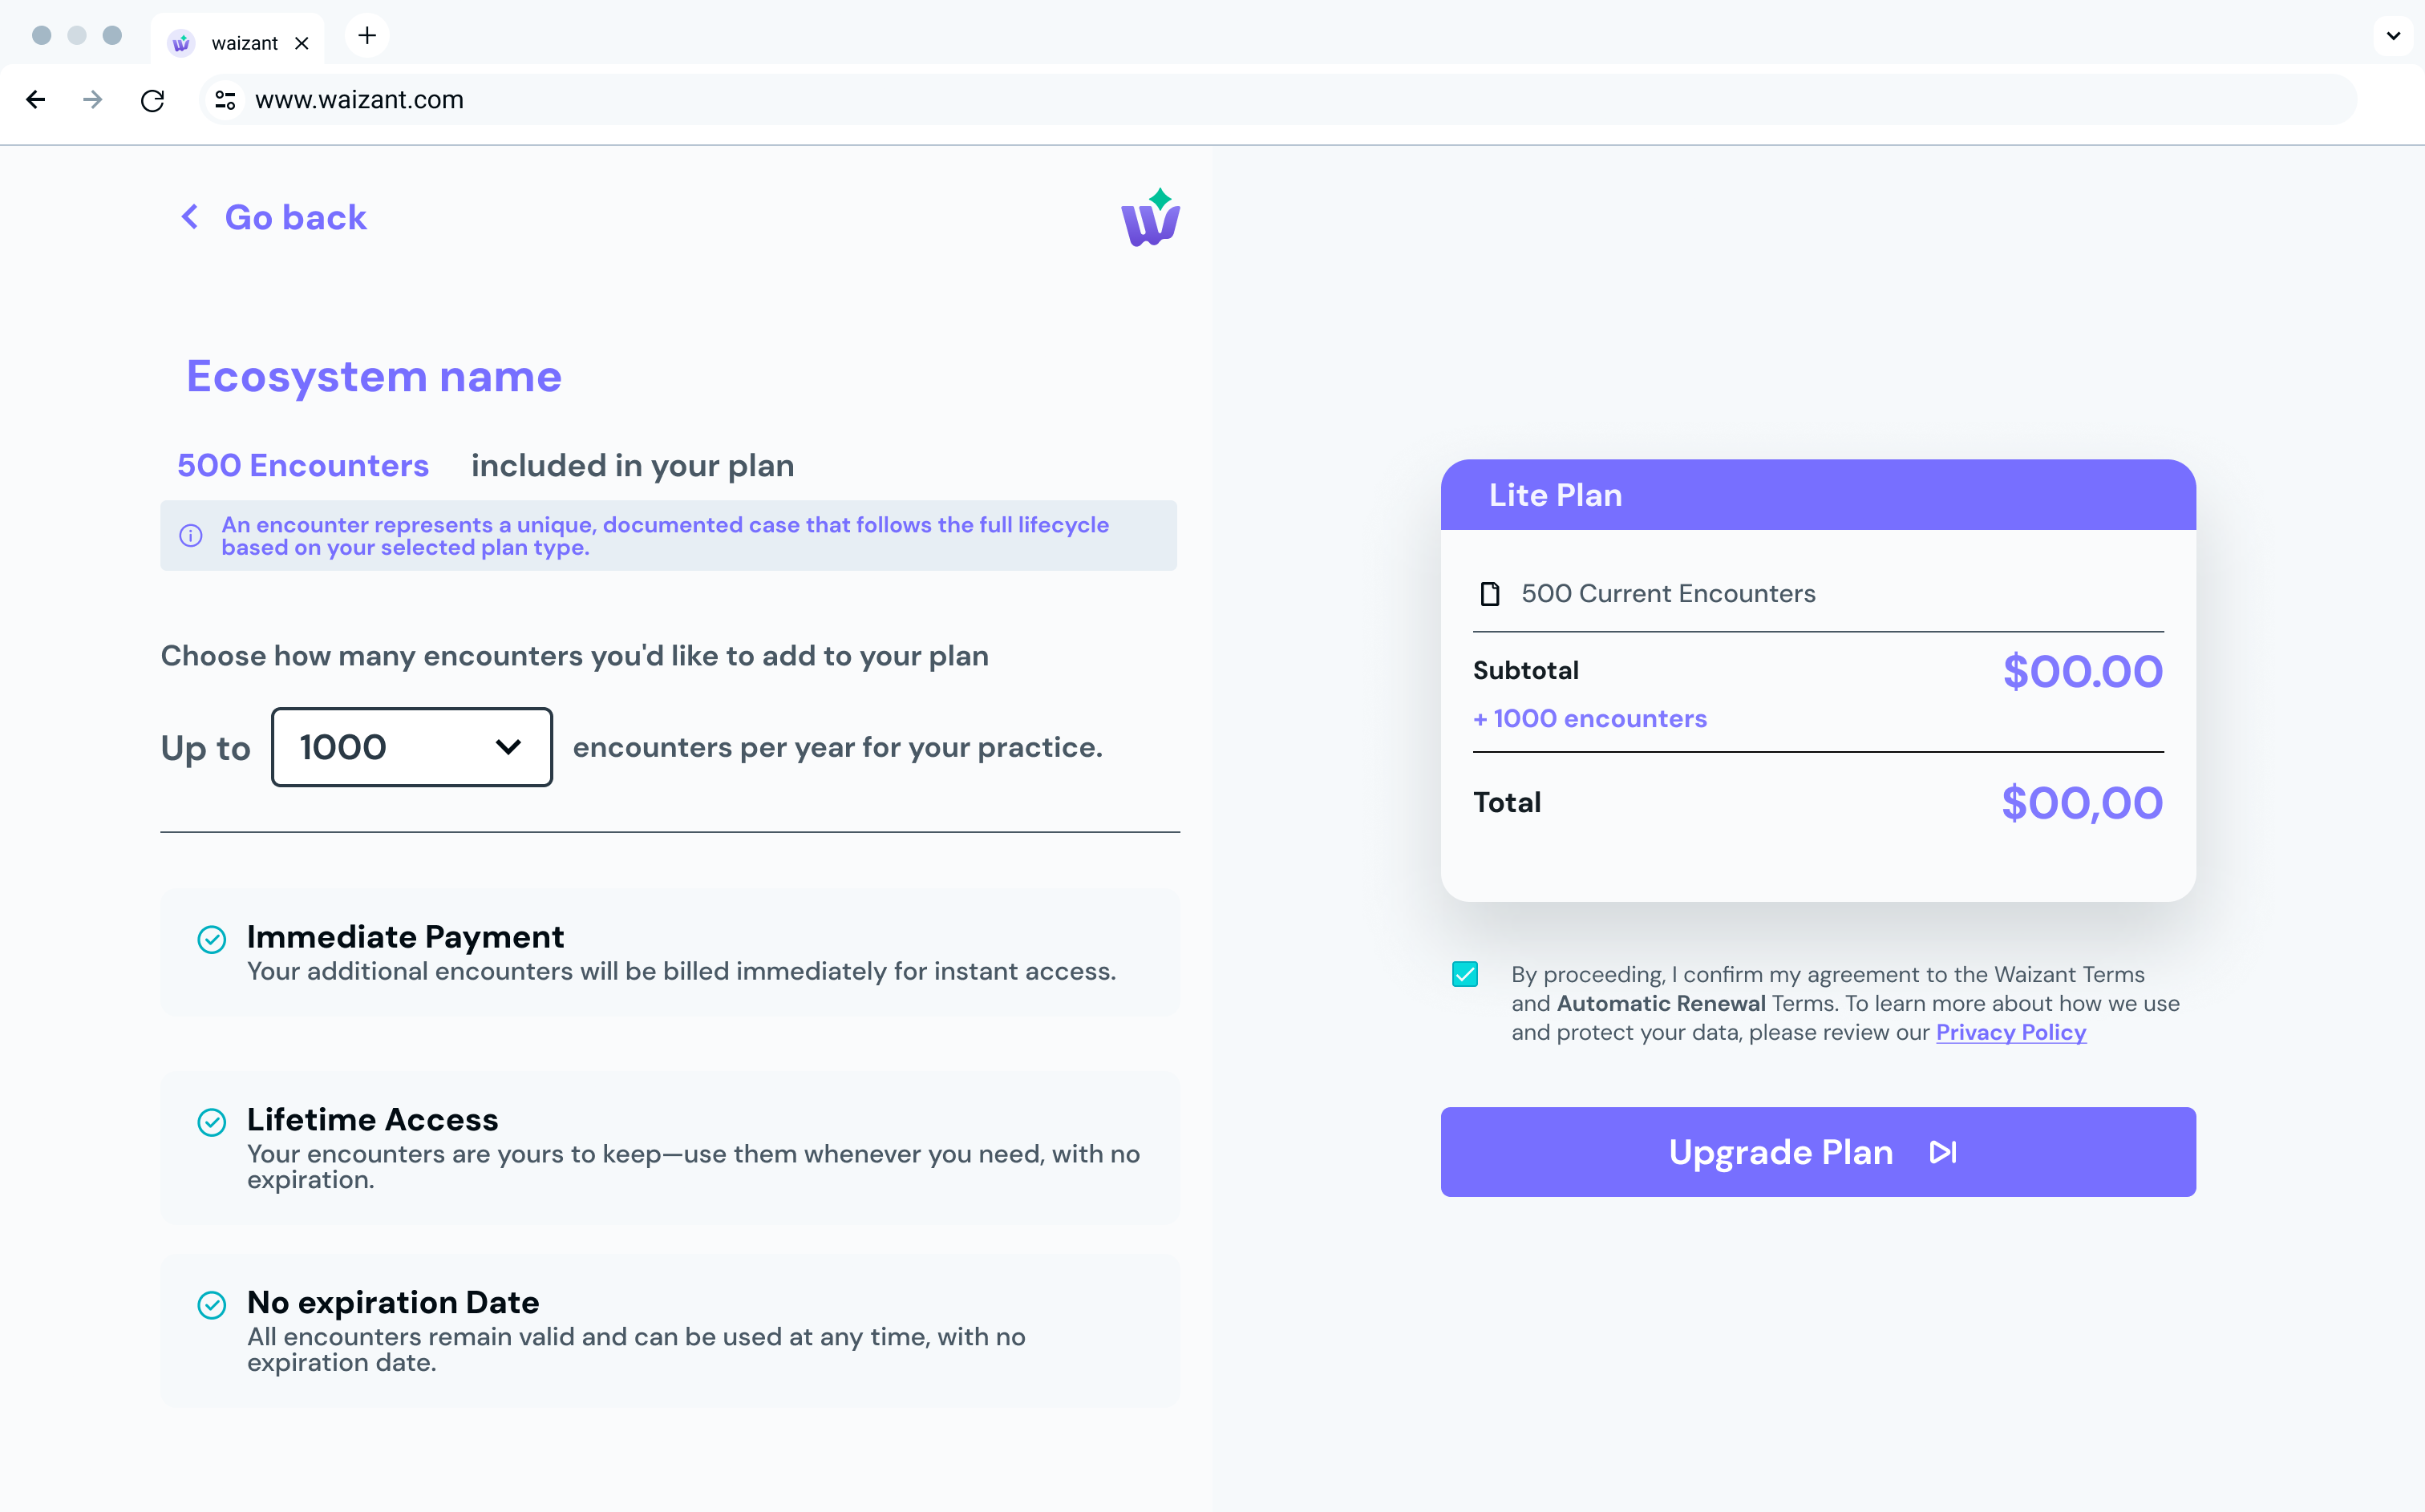 waizant
www.waizant.com
Go back
Ecosystem name
500 Encounters included in your plan
An encounter represents a unique, documented case that follows the full lifecycle
based on your selected plan type.
Choose how many encounters you'd like to add to your plan
Up to 1000 encounters per year for your practice.
Immediate Payment
Your additional encounters will be billed immediately for instant access.
Lifetime Access
Your encounters are yours to keep—use them whenever you need, with no
expiration.
No expiration Date
All encounters remain valid and can be used at any time, with no
expiration date.
Lite Plan
500 Current Encounters
Subtotal $00.00
+ 1000 encounters
Total $00,00
By proceeding, I confirm my agreement to the Waizant Terms
and Automatic Renewal Terms. To learn more about how we use
and protect your data, please review our Privacy Policy
Upgrade Plan